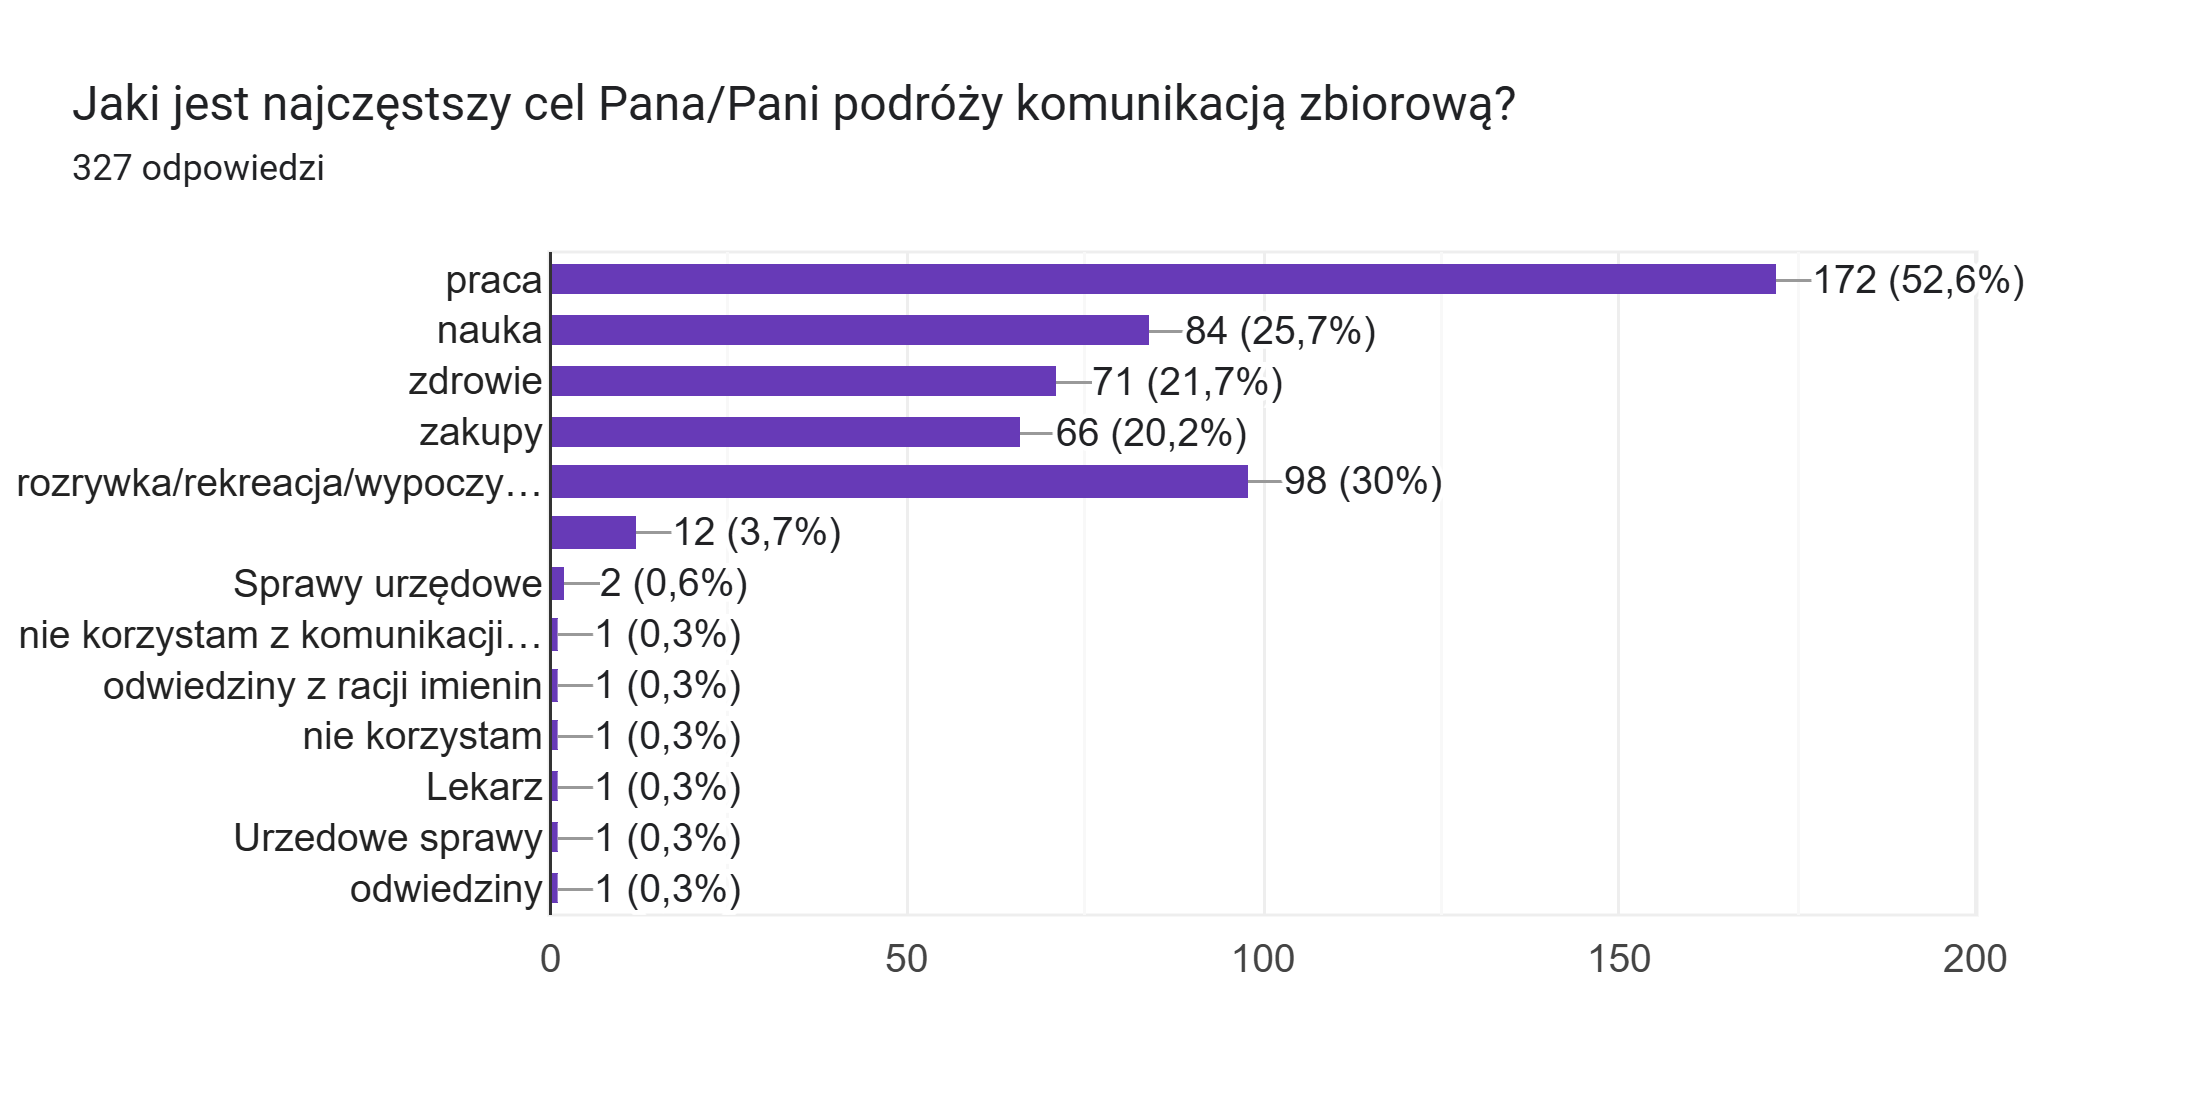 Jaki jest najczęstszy cel Pana/Pani podróży komunikacją zbiorową?
327 odpowiedzi
praca 172 (52,6%)
nauka 84 (25,7%)
zdrowie 71 (21,7%)
zakupy 66 (20,2%)
rozrywka/rekreacja/wypoczy… 98 (30%)
12 (3,7%)
Sprawy urzędowe 2 (0,6%)
nie korzystam z komunikacji… 1 (0,3%)
odwiedziny z racji imienin 1 (0,3%)
nie korzystam 1 (0,3%)
Lekarz 1 (0,3%)
Urzedowe sprawy 1 (0,3%)
odwiedziny 1 (0,3%)
0 50 100 150 200